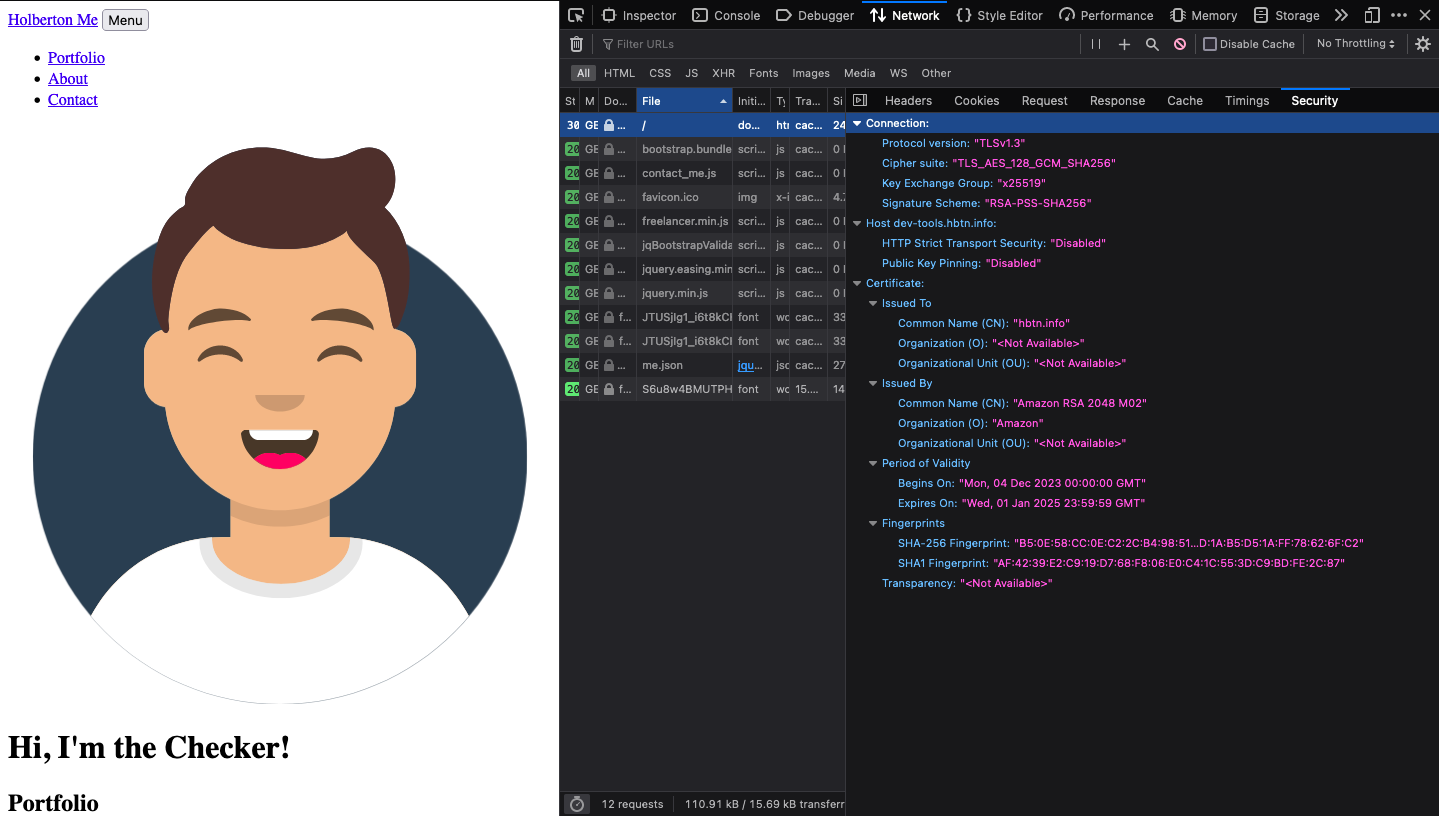 Holberton Me Menu
Portfolio
About
Contact
Hi, I'm the Checker!
Portfolio
Inspector Console Debugger Network Style Editor Performance Memory Storage
Filter URLs Disable Cache No Throttling
All HTML CSS JS XHR Fonts Images Media WS Other
St M Do... File Initi... Ty Tra... Si
30 GE ... / do... htn cac... 24
20 GE ... bootstrap.bundle scri... js cac... 0
20 GE ... contact_me.js scri... js cac... 0
20 GE ... favicon.ico img x-i cac... 4.7
20 GE ... freelancer.min.js scri... js cac... 0
20 GE ... jqBootstrapValida scri... js cac... 0
20 GE ... jquery.easing.min scri... js cac... 0
20 GE ... jquery.min.js scri... js cac... 0
20 GE f... JTUSjIg1_i6t8kCI font wc cac... 33
20 GE f... JTUSjIg1_i6t8kCI font wc cac... 33
20 GE ... me.json jqu... jsc cac... 27
20 GE f... S6u8w4BMUTPH font wc 15.... 14
12 requests 110.91 kB / 15.69 kB transferr
Headers Cookies Request Response Cache Timings Security
Connection:
Protocol version: "TLSv1.3"
Cipher suite: "TLS_AES_128_GCM_SHA256"
Key Exchange Group: "x25519"
Signature Scheme: "RSA-PSS-SHA256"
Host dev-tools.hbtn.info:
HTTP Strict Transport Security: "Disabled"
Public Key Pinning: "Disabled"
Certificate:
Issued To
Common Name (CN): "hbtn.info"
Organization (O): "<Not Available>"
Organizational Unit (OU): "<Not Available>"
Issued By
Common Name (CN): "Amazon RSA 2048 M02"
Organization (O): "Amazon"
Organizational Unit (OU): "<Not Available>"
Period of Validity
Begins On: "Mon, 04 Dec 2023 00:00:00 GMT"
Expires On: "Wed, 01 Jan 2025 23:59:59 GMT"
Fingerprints
SHA-256 Fingerprint: "B5:0E:58:CC:0E:C2:2C:B4:98:51...D:1A:B5:D5:1A:FF:78:62:6F:C2"
SHA1 Fingerprint: "AF:42:39:E2:C9:19:D7:68:F8:06:E0:C4:1C:55:3D:C9:BD:FE:2C:87"
Transparency: "<Not Available>"